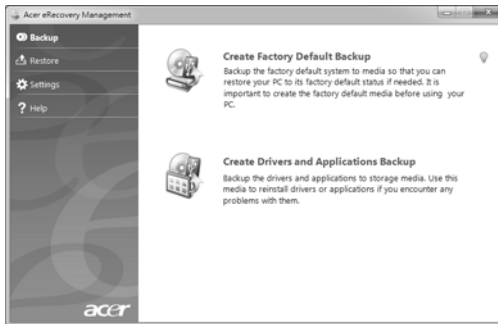 Acer eRecovery Management
Backup
Restore
Settings
Help
Create Factory Default Backup
Backup the factory default system to media so that you can
restore your PC to its factory default status if needed. It is
important to create the factory default media before using your
PC.
Create Drivers and Applications Backup
Backup the drivers and applications to storage media. Use this
media to reinstall drivers or applications if you encounter any
problems with them.
acer